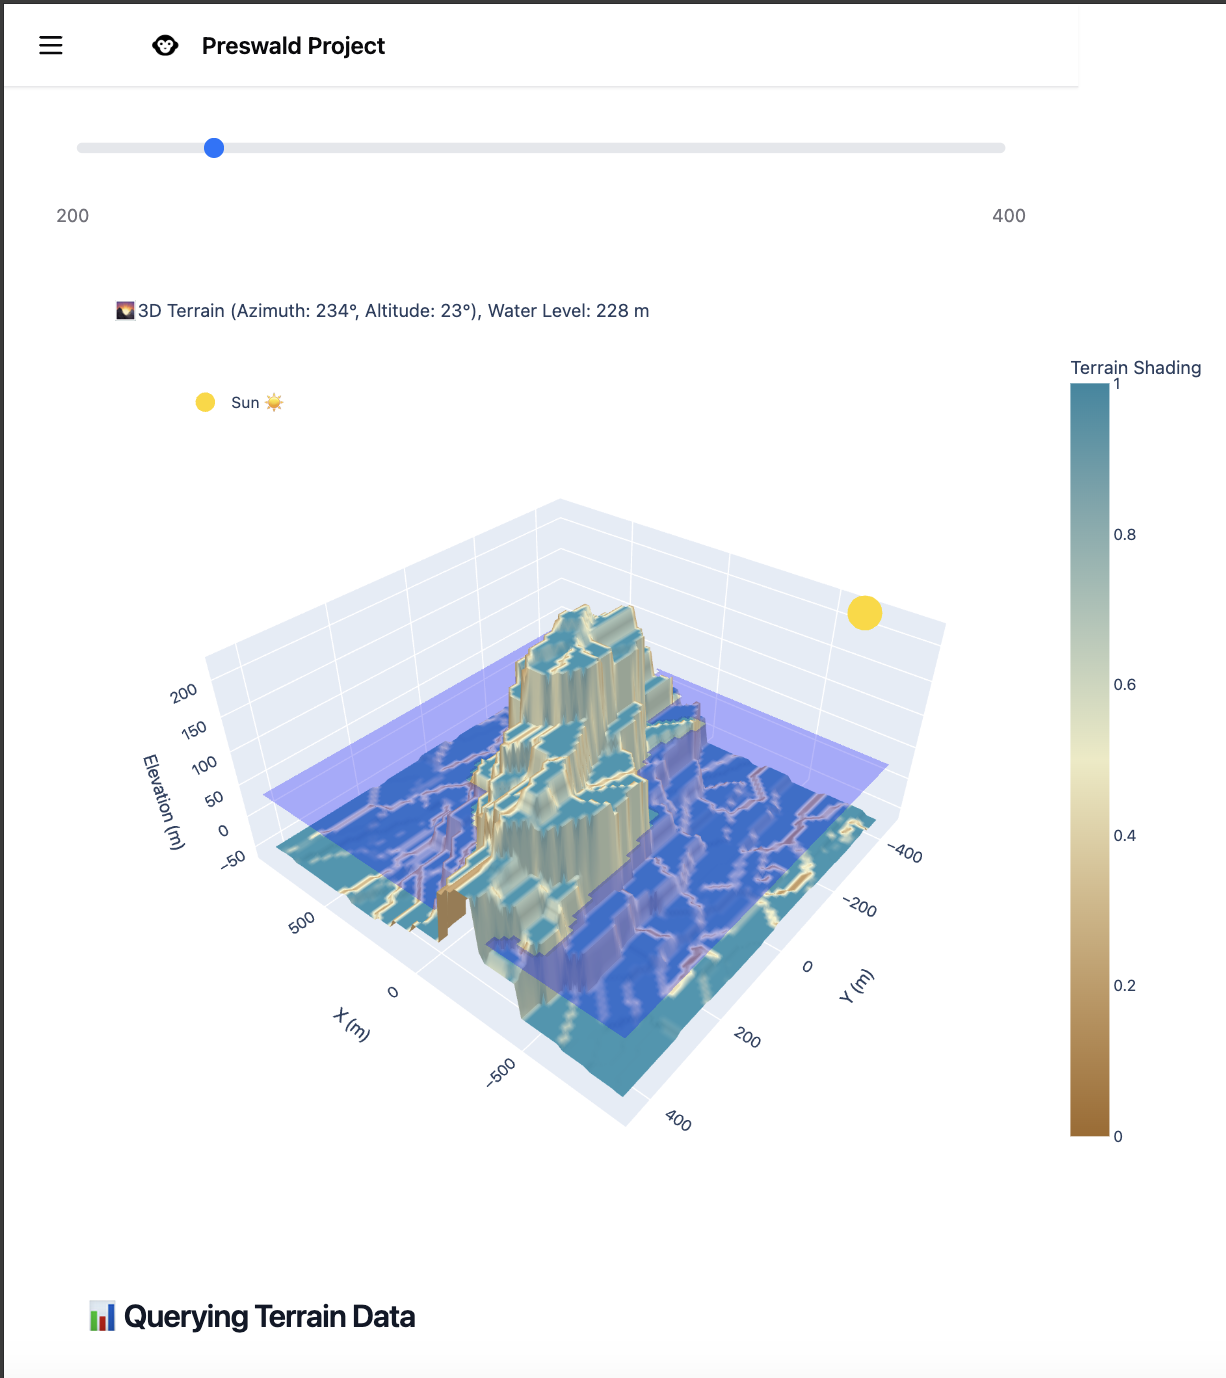 Preswald Project
200
400
🌄3D Terrain (Azimuth: 234°, Altitude: 23°), Water Level: 228 m
Terrain Shading
Sun ☀️
1
0.8
0.6
0.4
0.2
0
200
150
100
50
0
−50
Elevation (m)
500
0
−500
X (m)
−400
−200
0
200
400
Y (m)
📊 Querying Terrain Data